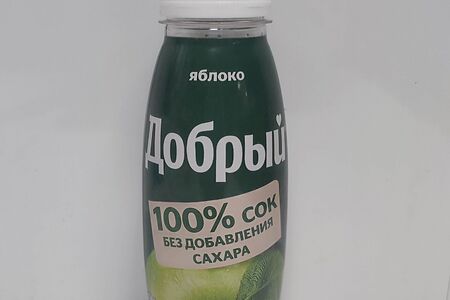 яблоко
Добрый
100% СОК
БЕЗ ДОБАВЛЕНИЯ
САХАРА